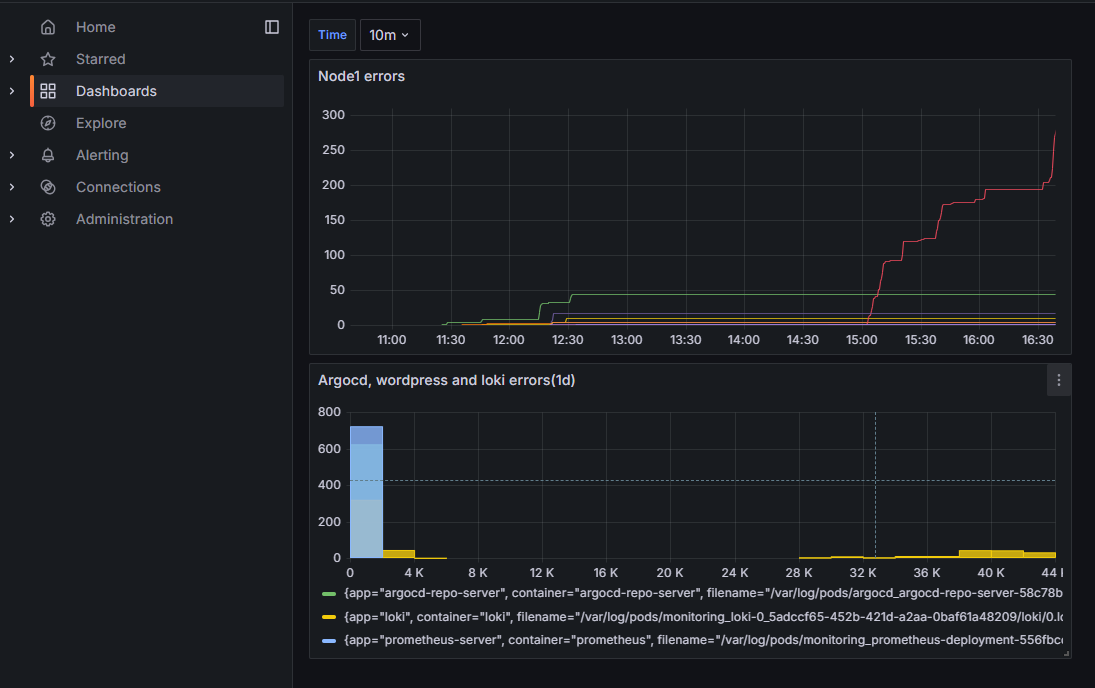 Home
Starred
Dashboards
Explore
Alerting
Connections
Administration
Time 10m
Node1 errors
300
250
200
150
100
50
0
11:00 11:30 12:00 12:30 13:00 13:30 14:00 14:30 15:00 15:30 16:00 16:30
Argocd, wordpress and loki errors(1d)
800
600
400
200
0
0 4 K 8 K 12 K 16 K 20 K 24 K 28 K 32 K 36 K 40 K 44
{app="argocd-repo-server", container="argocd-repo-server", filename="/var/log/pods/argocd_argocd-repo-server-58c78b
{app="loki", container="loki", filename="/var/log/pods/monitoring_loki-0_5adccf65-452b-421d-a2aa-0baf61a48209/loki/0.lo
{app="prometheus-server", container="prometheus", filename="/var/log/pods/monitoring_prometheus-deployment-556fbc